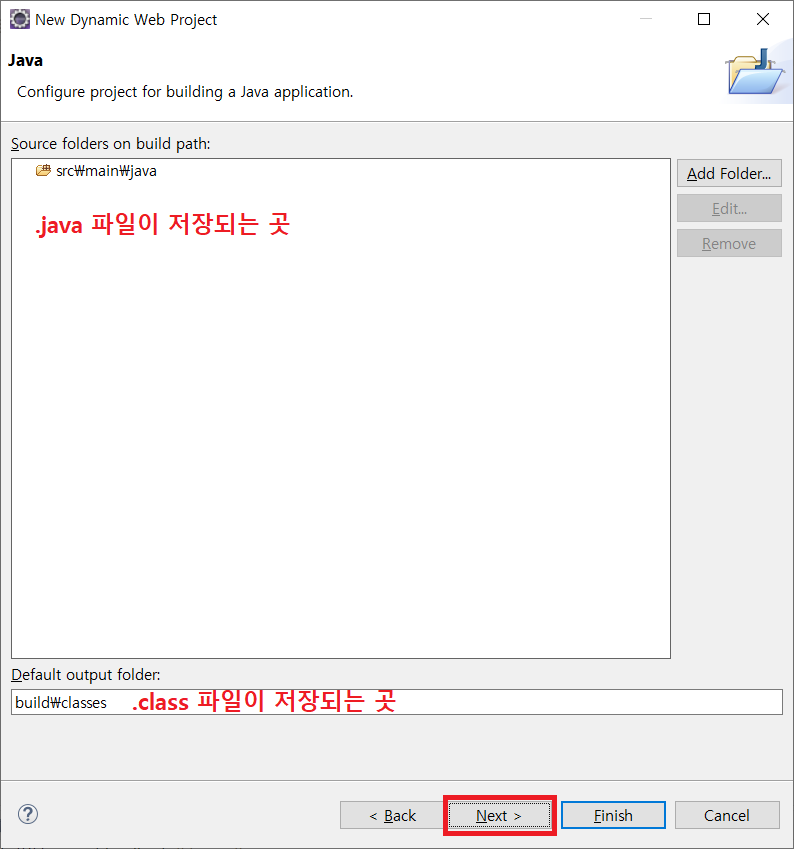 New Dynamic Web Project
Java
Configure project for building a Java application.
Source folders on build path:
src₩main₩java
Add Folder...
.java 파일이 저장되는 곳
Edit...
Remove
Default output folder:
build₩classes .class 파일이 저장되는 곳
? < Back Next > Finish Cancel